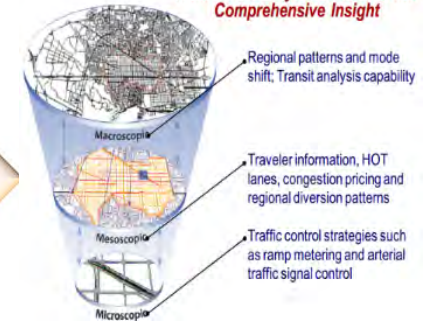 Comprehensive Insight
Regional patterns and mode
shift; Transit analysis capability
Macroscopic
Traveler information, HOT
lanes, congestion pricing and
regional diversion patterns
Mesoscopic
Traffic control strategies such
as ramp metering and arterial
traffic signal control
Microscopic